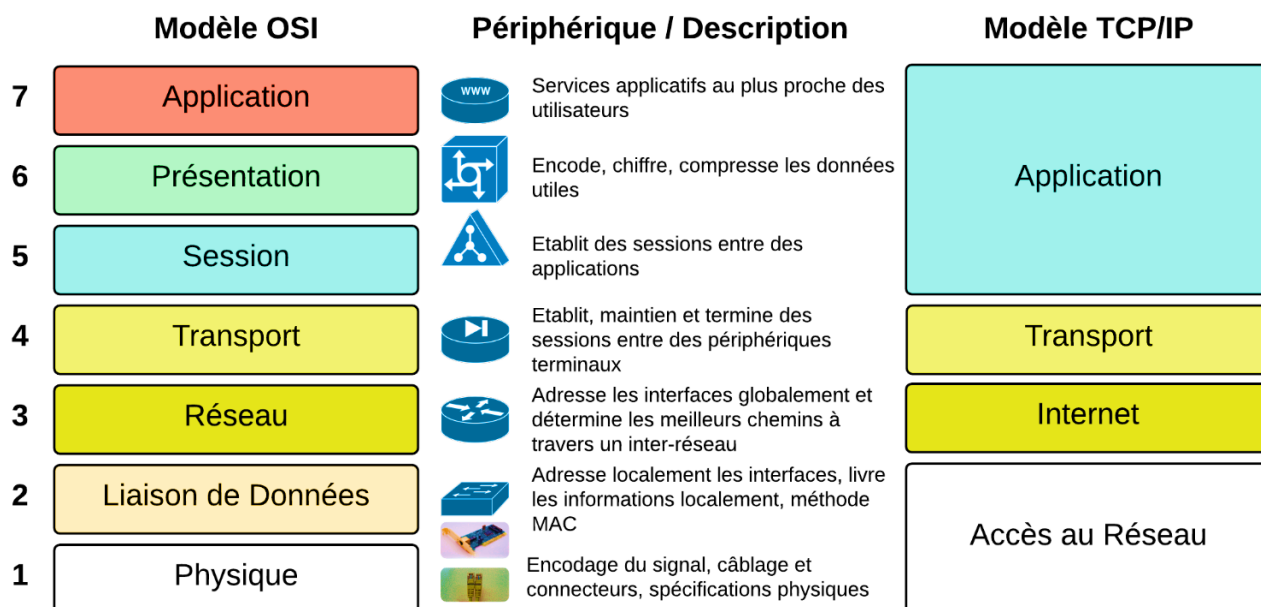 Modèle OSI
Périphérique / Description
Modèle TCP/IP
7
Application
www
Services applicatifs au plus proche des
utilisateurs
6
Présentation
Encode, chiffre, compresse les données
utiles
Application
5
Session
Etablit des sessions entre des
applications
4
Transport
Etablit, maintien et termine des
sessions entre des périphériques
terminaux
Transport
3
Réseau
Adresse les interfaces globalement et
détermine les meilleurs chemins à
travers un inter-réseau
Internet
2
Liaison de Données
Adresse localement les interfaces, livre
les informations localement, méthode
MAC
Accès au Réseau
1
Physique
Encodage du signal, câblage et
connecteurs, spécifications physiques